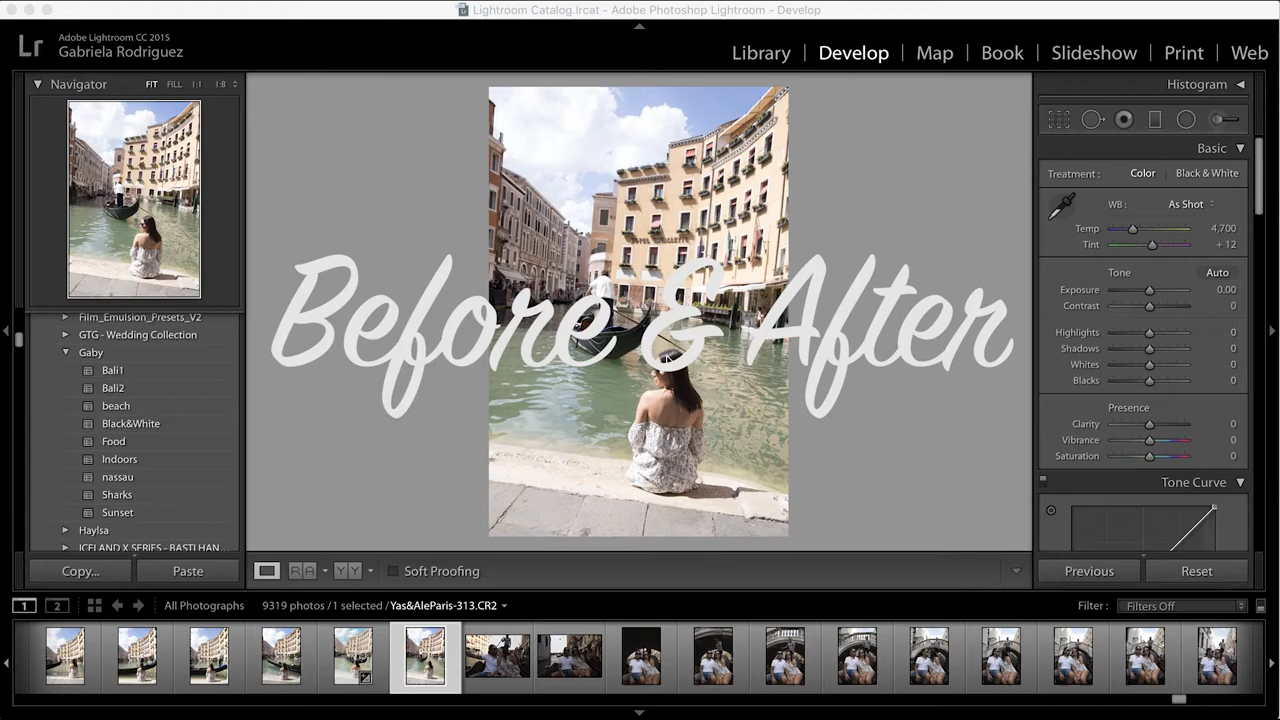 Lightroom Catalog.lrcat - Adobe Photoshop Lightroom - Develop
Lr
Adobe Lightroom CC 2015
Gabriela Rodriguez
Library | Develop | Map | Book | Slideshow | Print | Web
Navigator FIT FILL 1:1 1:8
Histogram
Basic
Treatment : Color Black & White
WB : As Shot
Temp 4,700
Tint + 12
Tone Auto
Exposure 0.00
Contrast 0
Highlights 0
Shadows 0
Whites 0
Blacks 0
Presence
Clarity 0
Vibrance 0
Saturation 0
Tone Curve
Before & After
Film_Emulsion_Presets_V2
GTG - Wedding Collection
Gaby
Bali1
Bali2
beach
Black&White
Food
Indoors
nassau
Sharks
Sunset
Haylsa
ICELAND X SERIES - BASTI HAN...
Copy... Paste
R A Y Y Soft Proofing
Previous Reset
1 2 All Photographs 9319 photos / 1 selected / Yas&AleParis-313.CR2
Filter : Filters Off